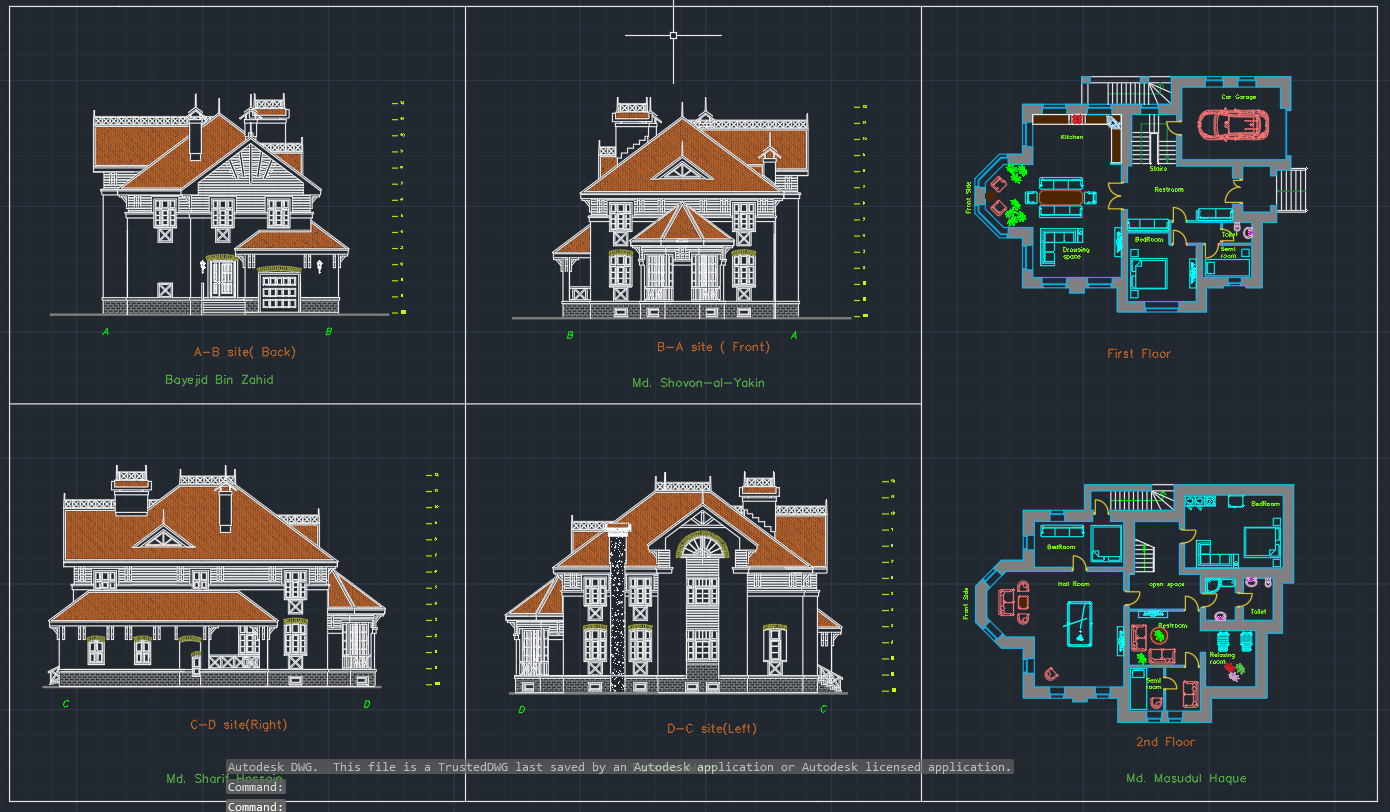 A
B
A-B site( Back)
Bayejid Bin Zahid
B
A
B-A site ( Front)
Md. Shovon-al-Yakin
Car Garage
Kitchen
Stairs
Front Side
Restroom
Toilet
BedRoom
Semi
room
Drawing
space
First Floor
C
D
C-D site(Right)
Md. Sharif Hossain
D
C
D-C site(Left)
BedRoom
BedRoom
Hall Room
open space
Front Side
Toilet
Restroom
Relaxing
room
Semi
room
2nd Floor
Md. Masudul Haque
Autodesk DWG.  This file is a TrustedDWG last saved by an Autodesk application or Autodesk licensed application.
Command:
Command: